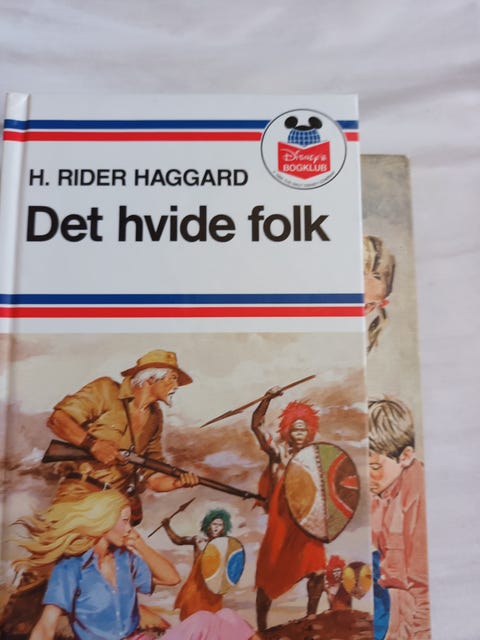 Disney's
BOGKLUB
H. RIDER HAGGARD
Det hvide folk